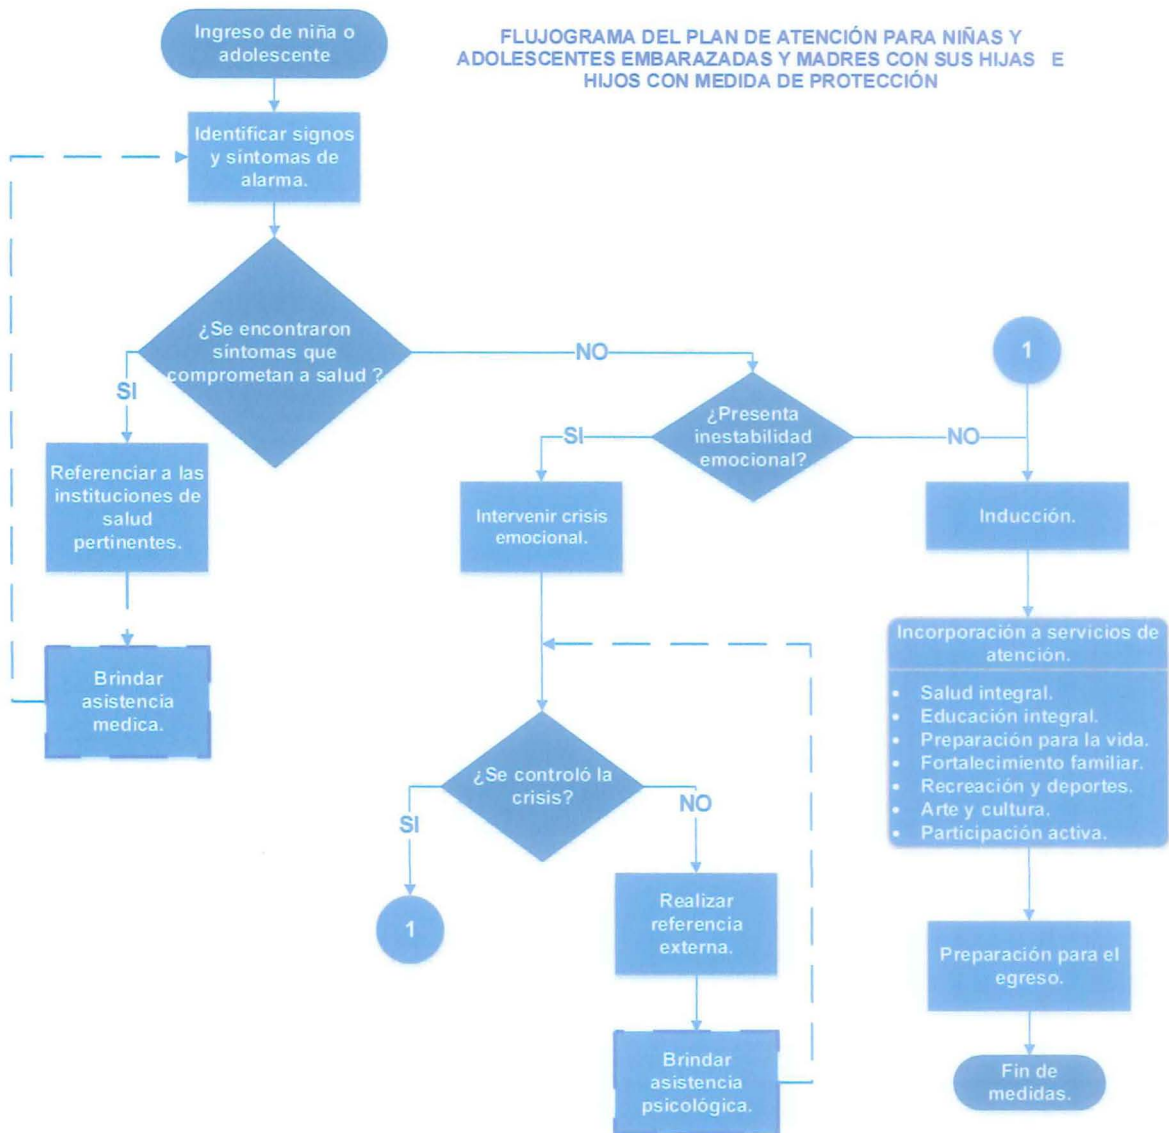 FLUJOGRAMA DEL PLAN DE ATENCIÓN PARA NIÑAS Y
ADOLESCENTES EMBARAZADAS Y MADRES CON SUS HIJAS E
HIJOS CON MEDIDA DE PROTECCIÓN
Ingreso de niña o
adolescente
Identificar signos
y síntomas de
alarma.
¿Se encontraron
síntomas que
comprometan a salud ?
SI
NO
Referenciar a las
instituciones de
salud
pertinentes.
Brindar
asistencia
medica.
¿Presenta
inestabilidad
emocional?
SI
NO
1
Intervenir crisis
emocional.
¿Se controló la
crisis?
SI
NO
1
Realizar
referencia
externa.
Brindar
asistencia
psicológica.
Inducción.
Incorporación a servicios de
atención.
• Salud integral.
• Educación integral.
• Preparación para la vida.
• Fortalecimiento familiar.
• Recreación y deportes.
• Arte y cultura.
• Participación activa.
Preparación para el
egreso.
Fin de
medidas.